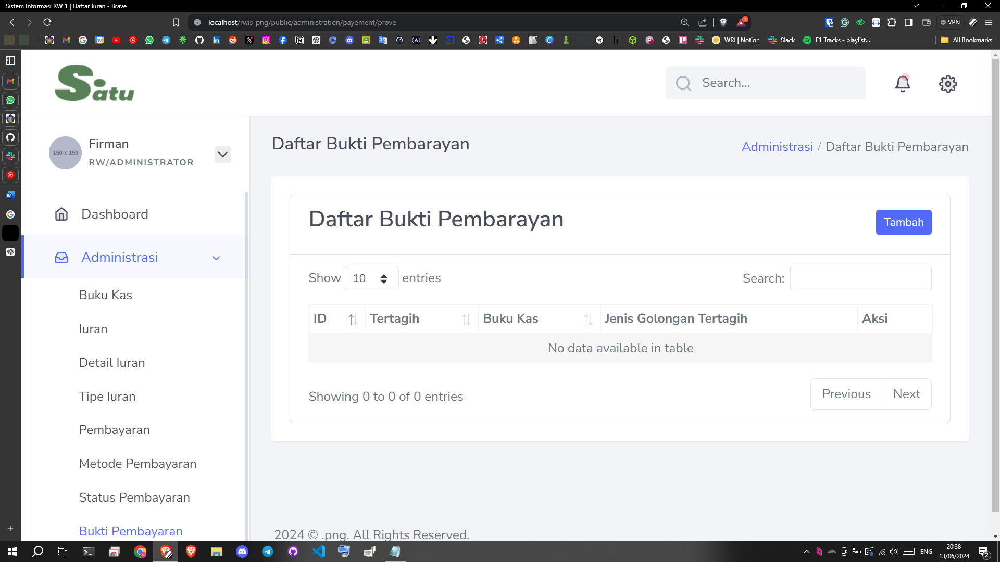 Sistem Informasi RW 1 | Daftar Iuran - Brave
localhost/rwis-png/public/administration/payement/prove
1
VPN
WRI | Notion
Slack
F1 Tracks - playlist...
All Bookmarks
Satu
Search...
150 x 150
Firman
RW/ADMINISTRATOR
Daftar Bukti Pembarayan
Administrasi / Daftar Bukti Pembarayan
Dashboard
Administrasi
Buku Kas
Iuran
Detail Iuran
Tipe Iuran
Pembayaran
Metode Pembayaran
Status Pembayaran
Bukti Pembayaran
Daftar Bukti Pembarayan
Tambah
Show 10 entries
Search:
ID Tertagih Buku Kas Jenis Golongan Tertagih Aksi
No data available in table
Showing 0 to 0 of 0 entries
Previous Next
2024 © .png. All Rights Reserved.
ENG
20:38
13/06/2024
2